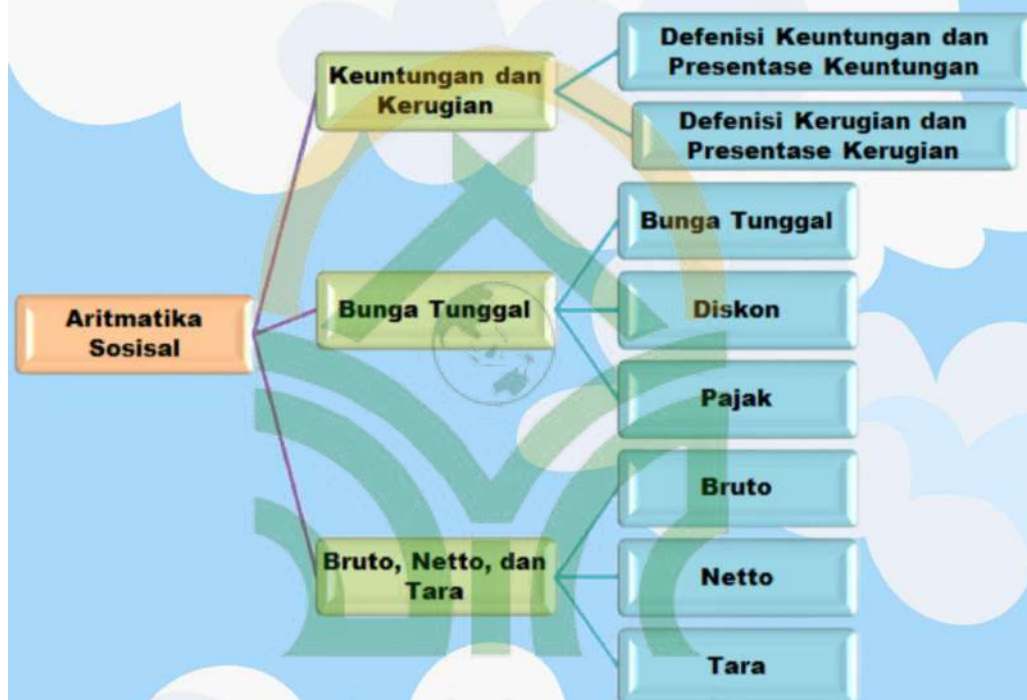 Aritmatika
Sosisal
Keuntungan dan
Kerugian
Defenisi Keuntungan dan
Presentase Keuntungan
Defenisi Kerugian dan
Presentase Kerugian
Bunga Tunggal
Bunga Tunggal
Diskon
Pajak
Bruto, Netto, dan
Tara
Bruto
Netto
Tara